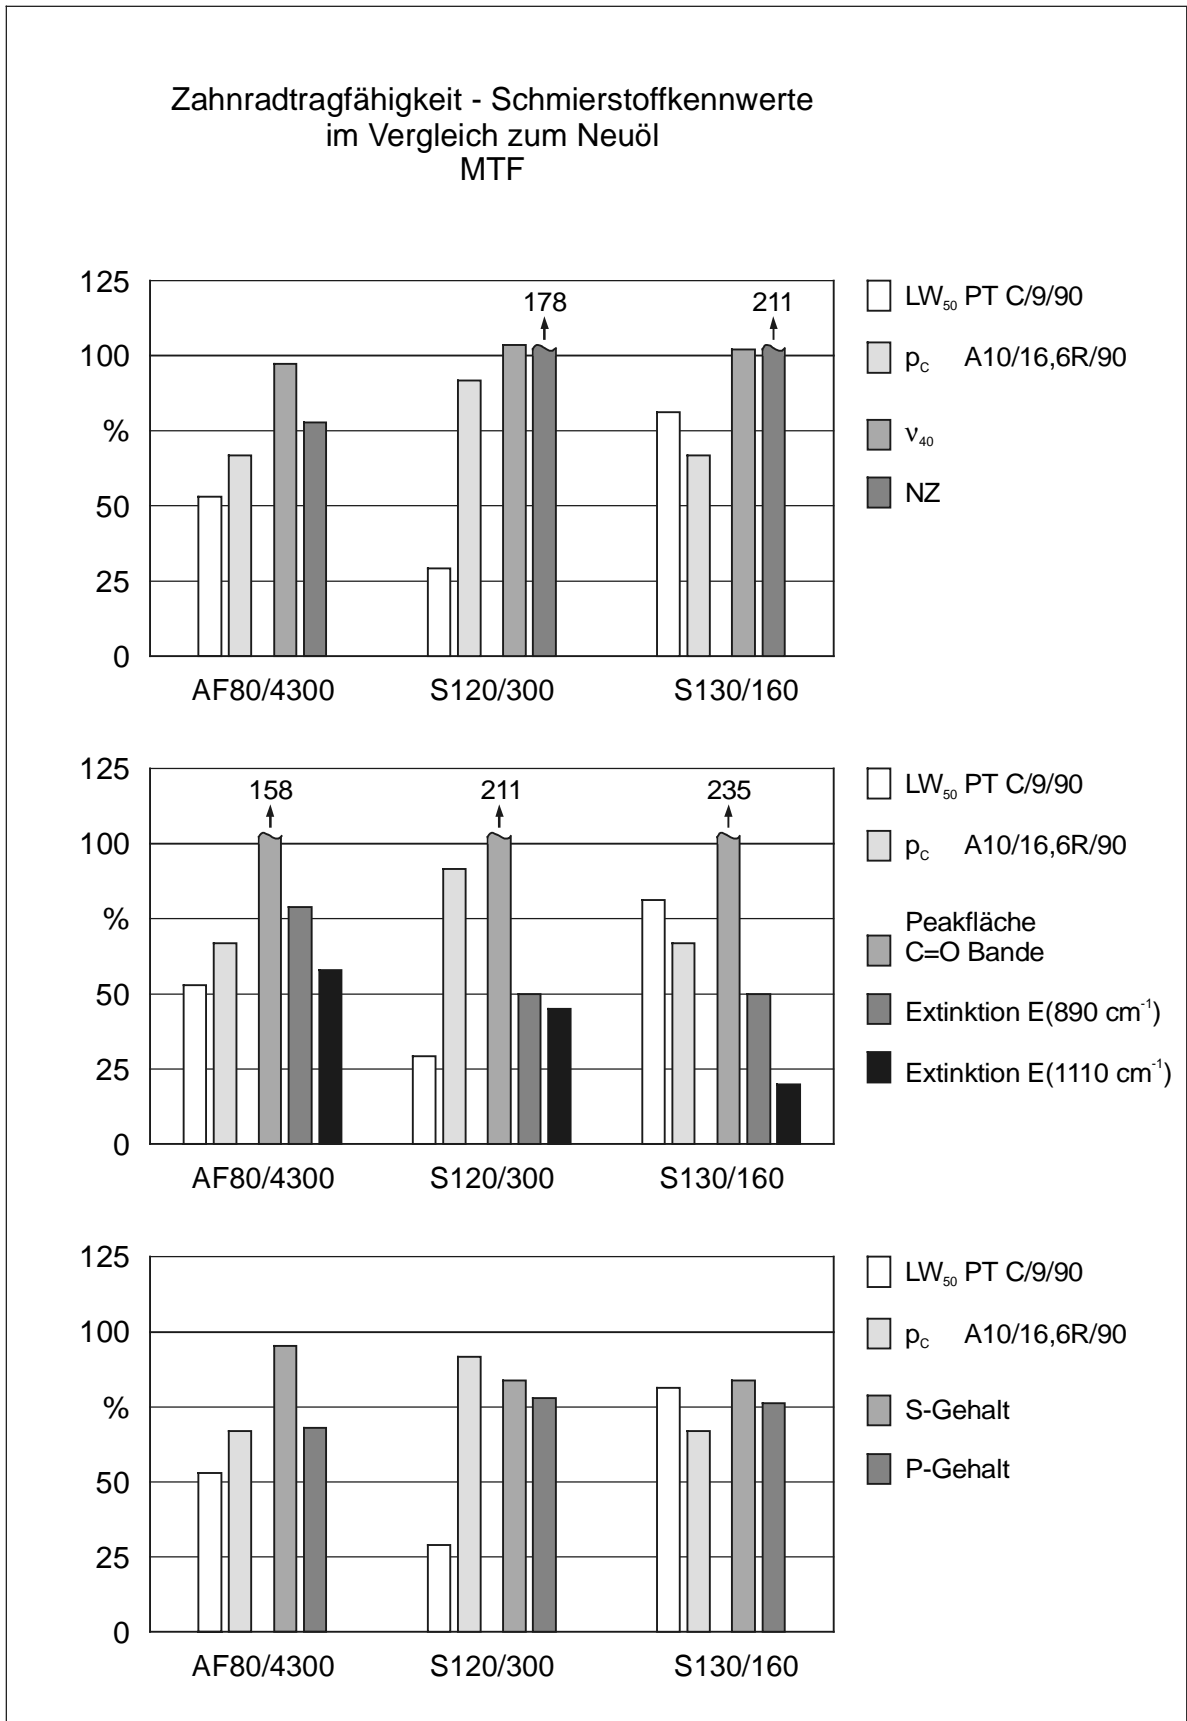 Zahnradtragfähigkeit - Schmierstoffkennwerte
im Vergleich zum Neuöl
MTF
125
100
%
50
25
0
178
211
AF80/4300
S120/300
S130/160
LW₅₀ PT C/9/90
p꜀ A10/16,6R/90
ν₄₀
NZ
125
100
%
50
25
0
158
211
235
AF80/4300
S120/300
S130/160
LW₅₀ PT C/9/90
p꜀ A10/16,6R/90
Peakfläche
C=O Bande
Extinktion E(890 cm⁻¹)
Extinktion E(1110 cm⁻¹)
125
100
%
50
25
0
AF80/4300
S120/300
S130/160
LW₅₀ PT C/9/90
p꜀ A10/16,6R/90
S-Gehalt
P-Gehalt